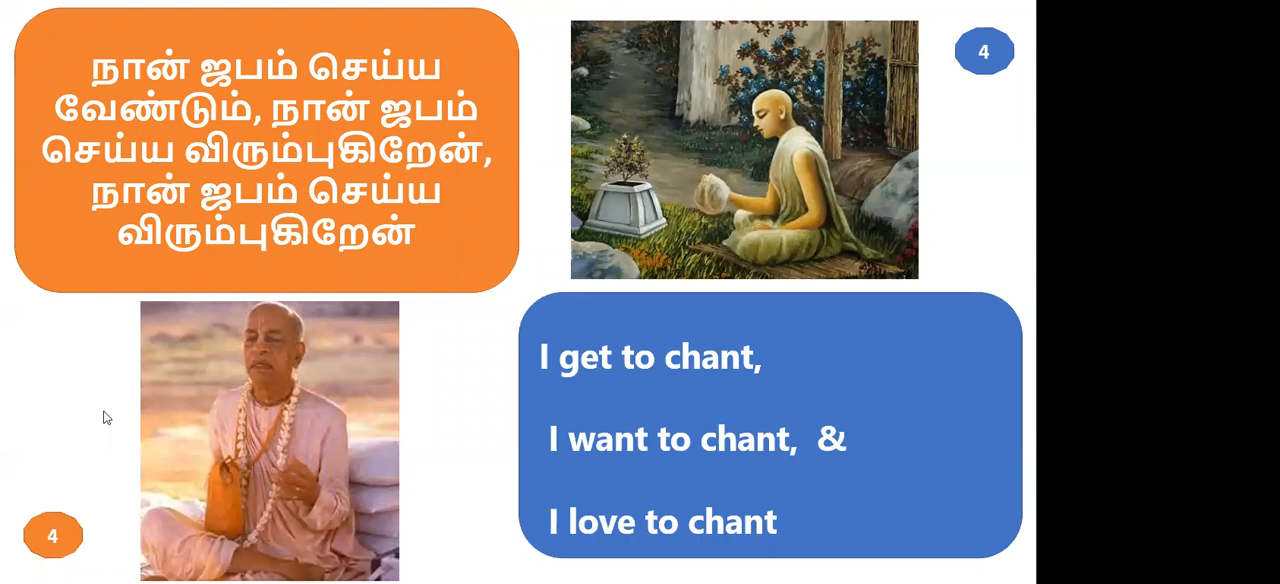 நான் ஜபம் செய்ய
வேண்டும், நான் ஜபம்
செய்ய விரும்புகிறேன்,
நான் ஜபம் செய்ய
விரும்புகிறேன்
4
I get to chant,
I want to chant, &
I love to chant
4